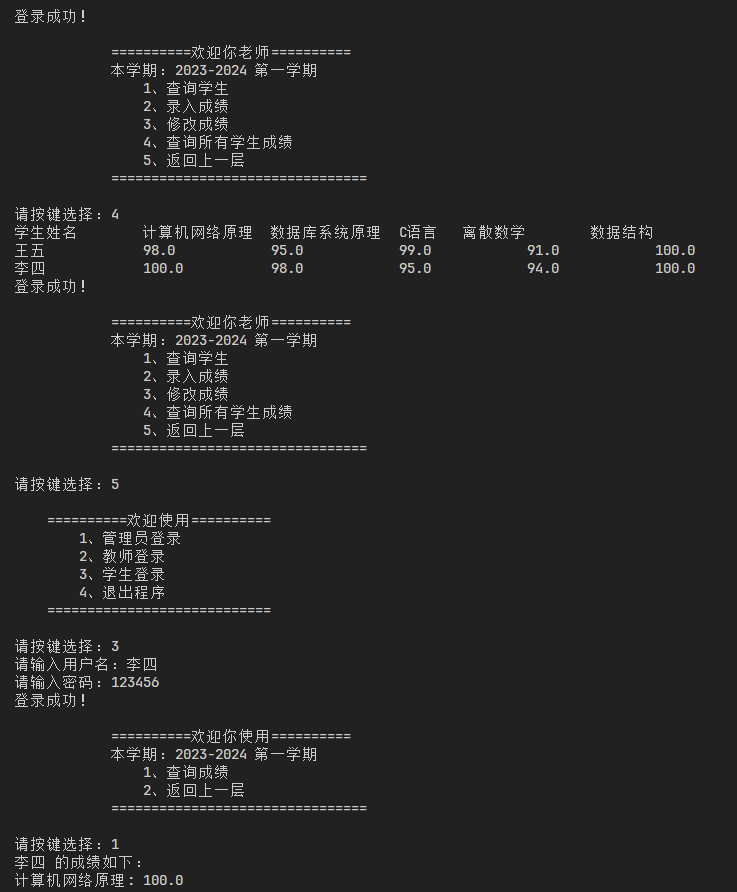 登录成功!
==========欢迎你老师==========
本学期: 2023-2024 第一学期
1、查询学生
2、录入成绩
3、修改成绩
4、查询所有学生成绩
5、返回上一层
================================
请按键选择: 4
学生姓名 计算机网络原理 数据库系统原理 C语言 离散数学 数据结构
王五 98.0 95.0 99.0 91.0 100.0
李四 100.0 98.0 95.0 94.0 100.0
登录成功!
==========欢迎你老师==========
本学期: 2023-2024 第一学期
1、查询学生
2、录入成绩
3、修改成绩
4、查询所有学生成绩
5、返回上一层
================================
请按键选择: 5
==========欢迎使用==========
1、管理员登录
2、教师登录
3、学生登录
4、退出程序
============================
请按键选择: 3
请输入用户名: 李四
请输入密码: 123456
登录成功!
==========欢迎你使用==========
本学期: 2023-2024 第一学期
1、查询成绩
2、返回上一层
================================
请按键选择: 1
李四 的成绩如下:
计算机网络原理: 100.0